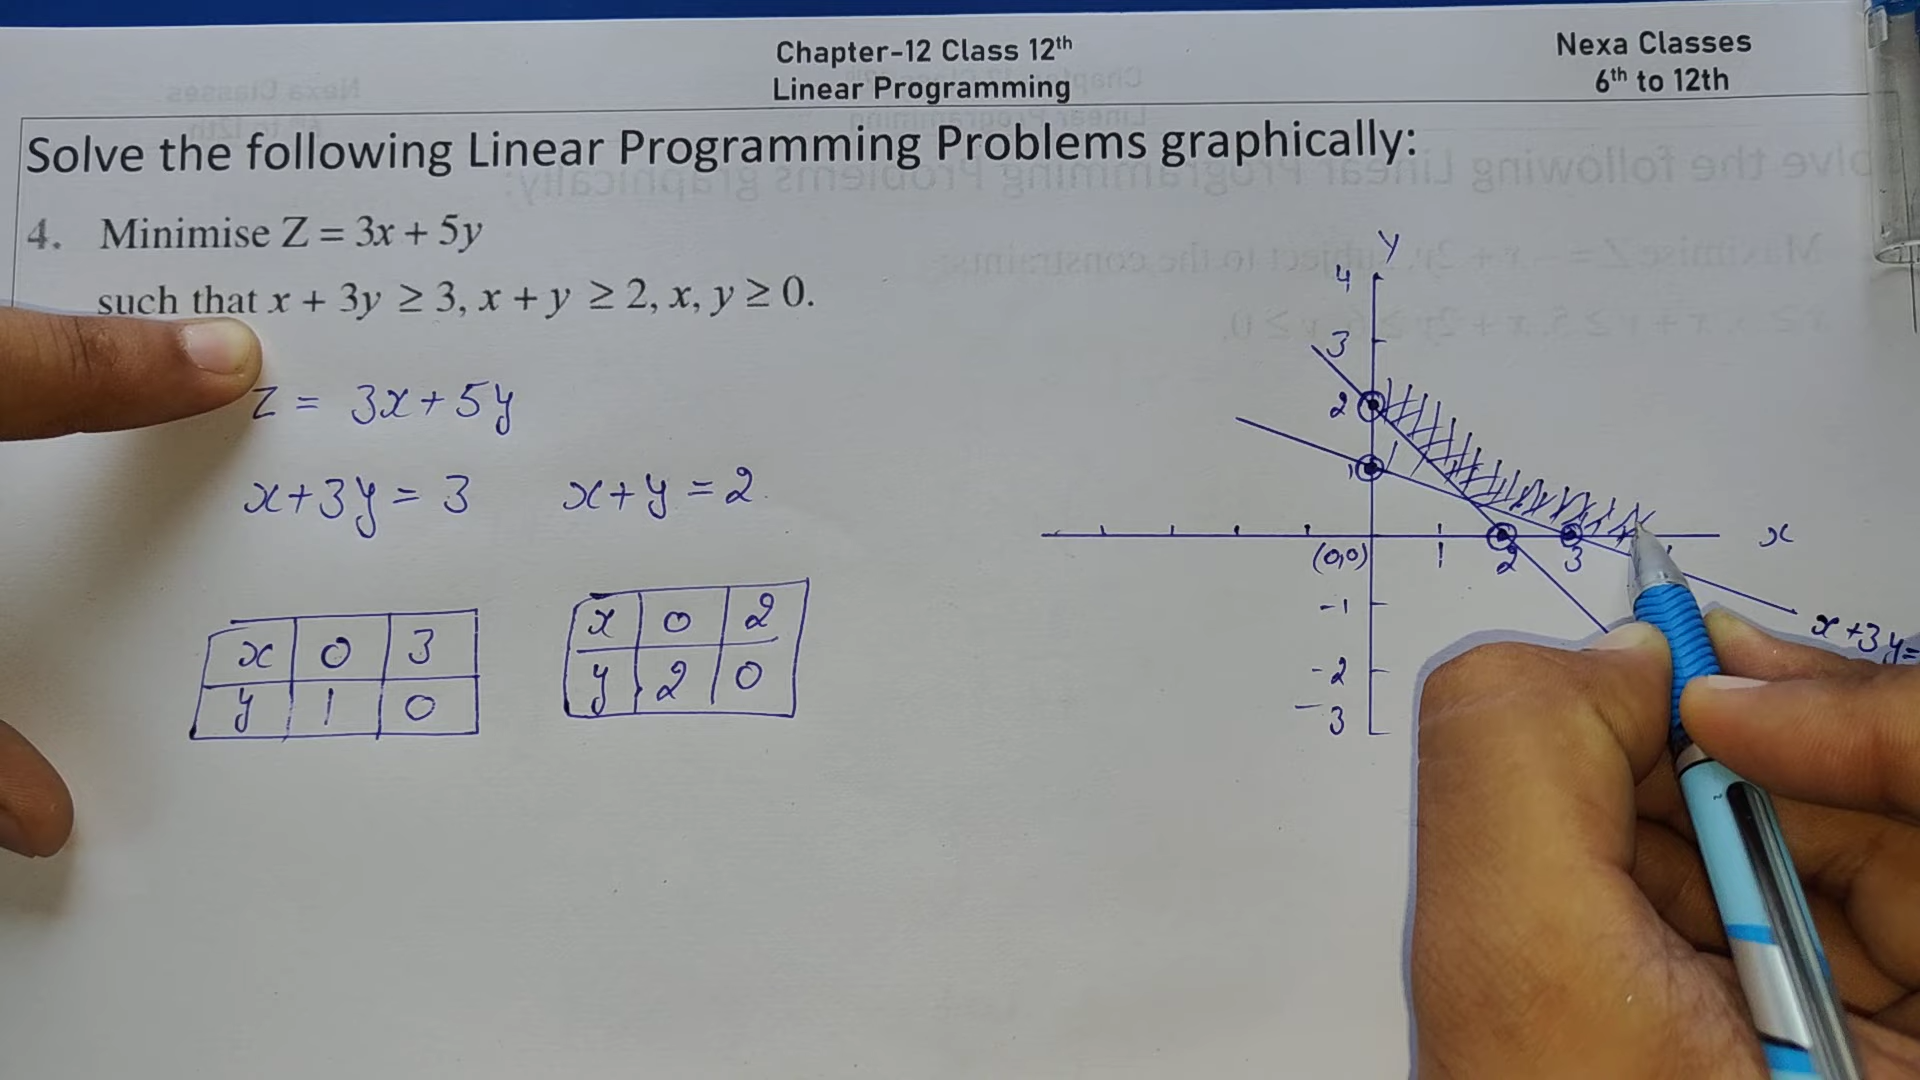 Chapter-12 Class 12th
Linear Programming
Nexa Classes
6th to 12th
Solve the following Linear Programming Problems graphically:
4. Minimise Z = 3x + 5y
such that x + 3y ≥ 3, x + y ≥ 2, x, y ≥ 0.
Z = 3x+5y
x+3y = 3 x+y = 2
x 0 3
y 1 0
x 0 2
y 2 0
y
4
3
2
1
(0,0) 1 2 3 x
-1
-2
-3
x+3y=